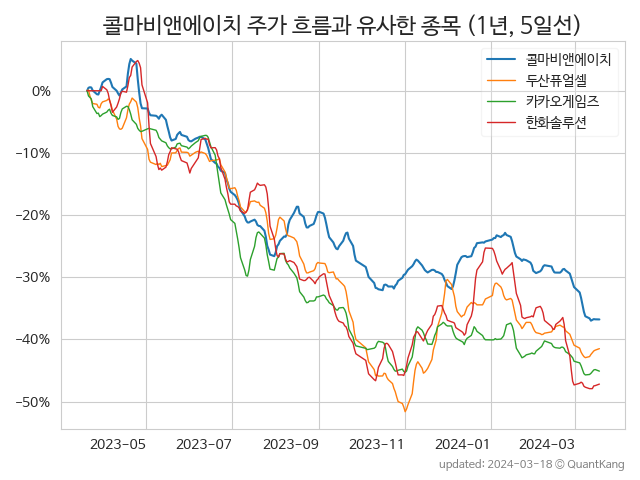 콜마비앤에이치 주가 흐름과 유사한 종목 (1년, 5일선)
콜마비앤에이치
두산퓨얼셀
카카오게임즈
한화솔루션
0%
−10%
−20%
−30%
−40%
−50%
2023-05 2023-07 2023-09 2023-11 2024-01 2024-03
updated: 2024-03-18 © QuantKang